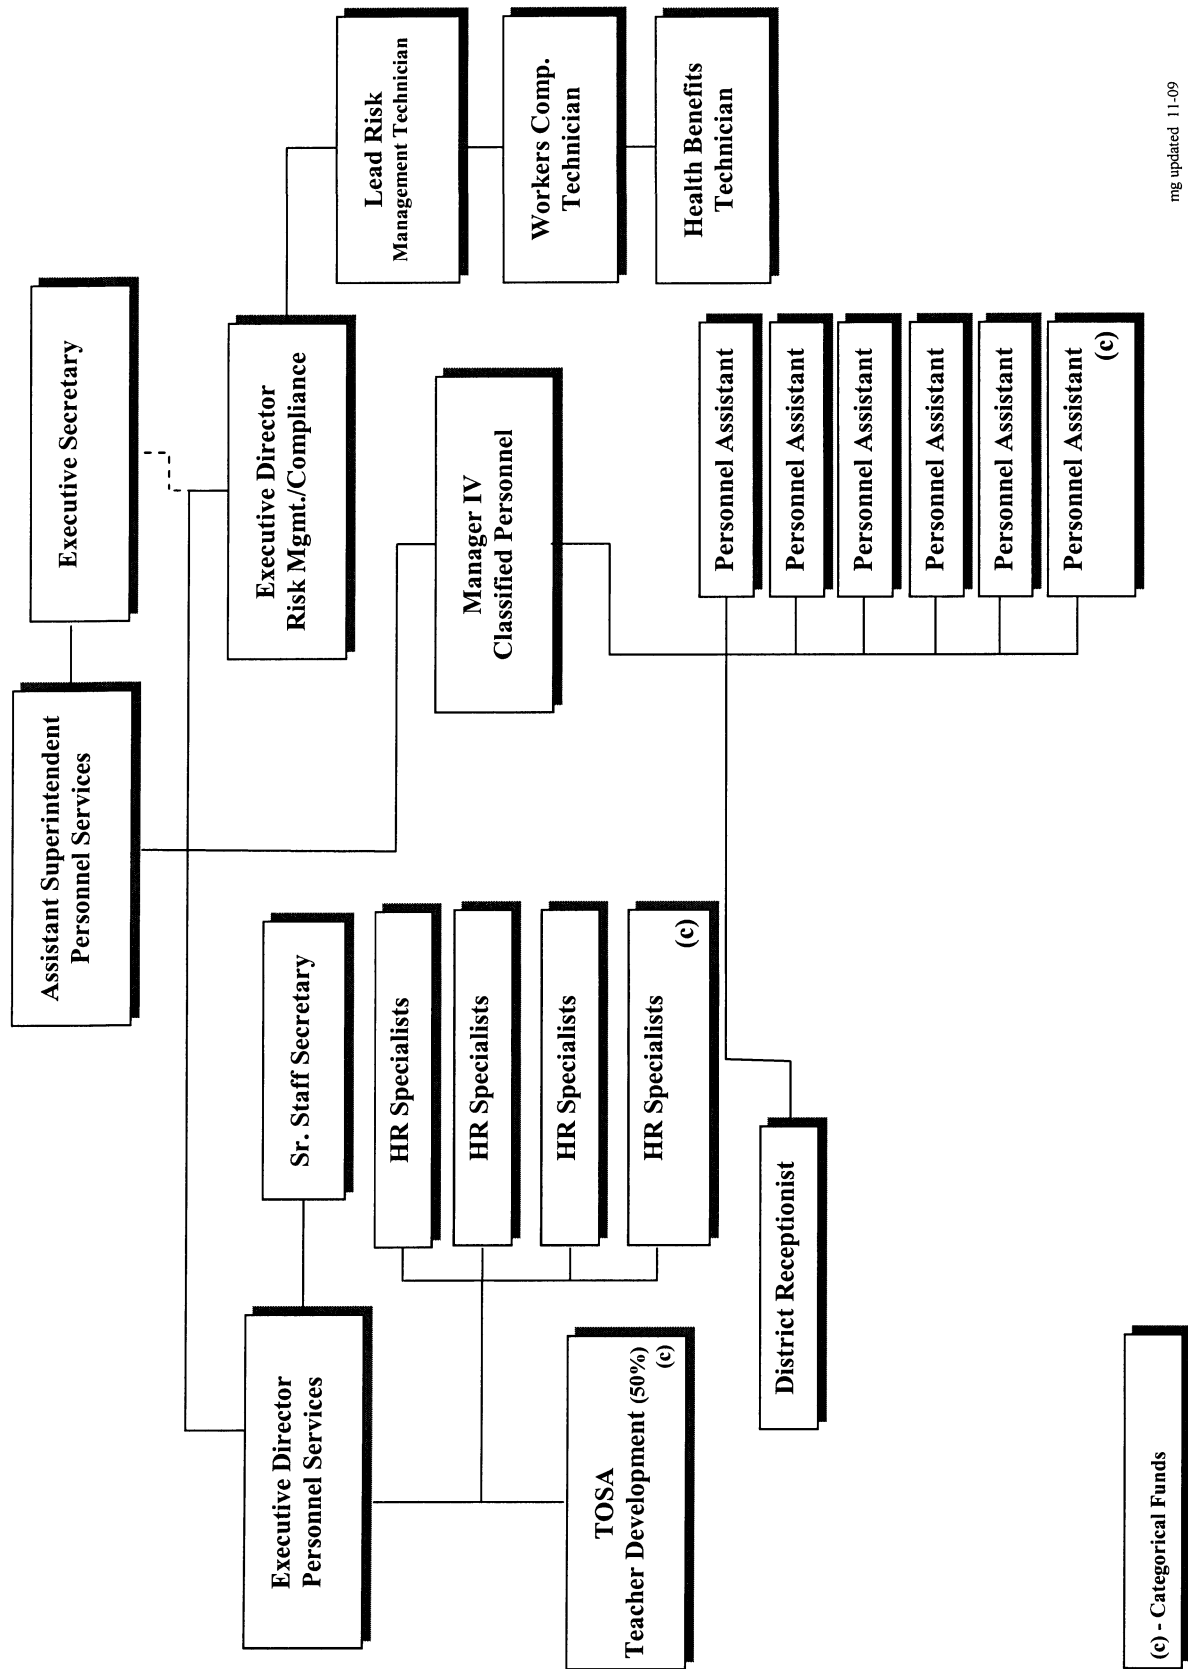 Assistant Superintendent
Personnel Services
Executive Secretary
Executive Director
Personnel Services
Sr. Staff Secretary
Executive Director
Risk Mgmt./Compliance
Lead Risk
Management Technician
Workers Comp.
Technician
Health Benefits
Technician
Manager IV
Classified Personnel
HR Specialists
HR Specialists
HR Specialists
HR Specialists
(c)
TOSA
Teacher Development (50%)
(c)
Personnel Assistant
Personnel Assistant
Personnel Assistant
Personnel Assistant
Personnel Assistant
Personnel Assistant
(c)
District Receptionist
(c) - Categorical Funds
mg updated 11-09